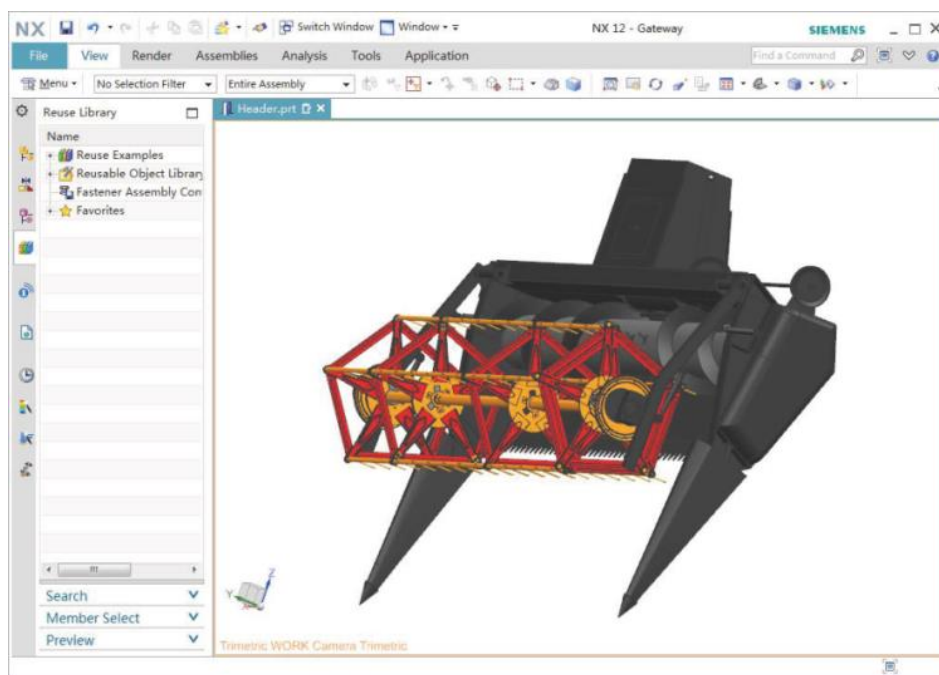 NX Switch Window Window NX 12 - Gateway SIEMENS
File View Render Assemblies Analysis Tools Application Find a Command
Menu No Selection Filter Entire Assembly
Reuse Library Header.prt
Name
Reuse Examples
Reusable Object Library
Fastener Assembly Con
Favorites
Z
Y
X
Search
Member Select
Preview
Trimetric WORK Camera Trimetric